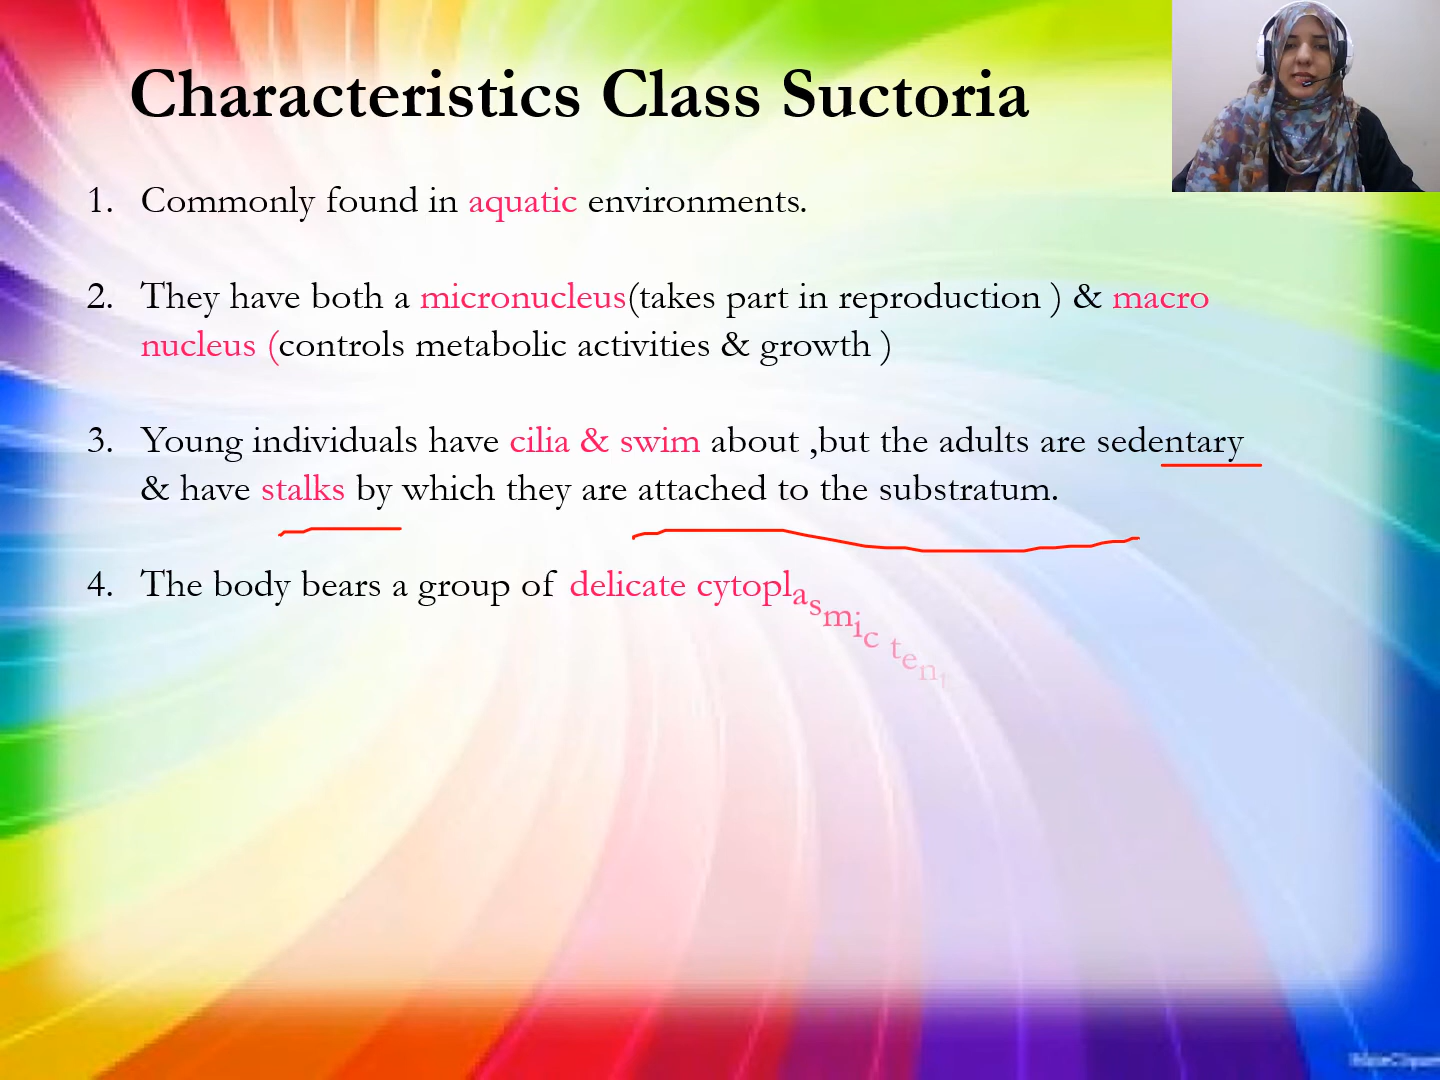 Characteristics Class Suctoria
1. Commonly found in aquatic environments.
2. They have both a micronucleus(takes part in reproduction ) & macro
nucleus (controls metabolic activities & growth )
3. Young individuals have cilia & swim about ,but the adults are sedentary
& have stalks by which they are attached to the substratum.
4. The body bears a group of delicate cytoplasmic tent